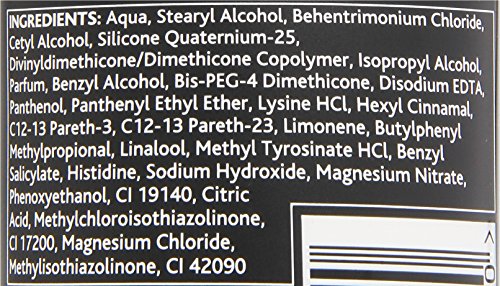 INGREDIENTS: Aqua, Stearyl Alcohol, Behentrimonium Chloride,
Cetyl Alcohol, Silicone Quaternium-25,
Divinyldimethicone/Dimethicone Copolymer, Isopropyl Alcohol,
Parfum, Benzyl Alcohol, Bis-PEG-4 Dimethicone, Disodium EDTA,
Panthenol, Panthenyl Ethyl Ether, Lysine HCl, Hexyl Cinnamal,
C12-13 Pareth-3, C12-13 Pareth-23, Limonene, Butylphenyl
Methylpropional, Linalool, Methyl Tyrosinate HCl, Benzyl
Salicylate, Histidine, Sodium Hydroxide, Magnesium Nitrate,
Phenoxyethanol, CI 19140, Citric
Acid, Methylchloroisothiazolinone,
CI 17200, Magnesium Chloride,
Methylisothiazolinone, CI 42090